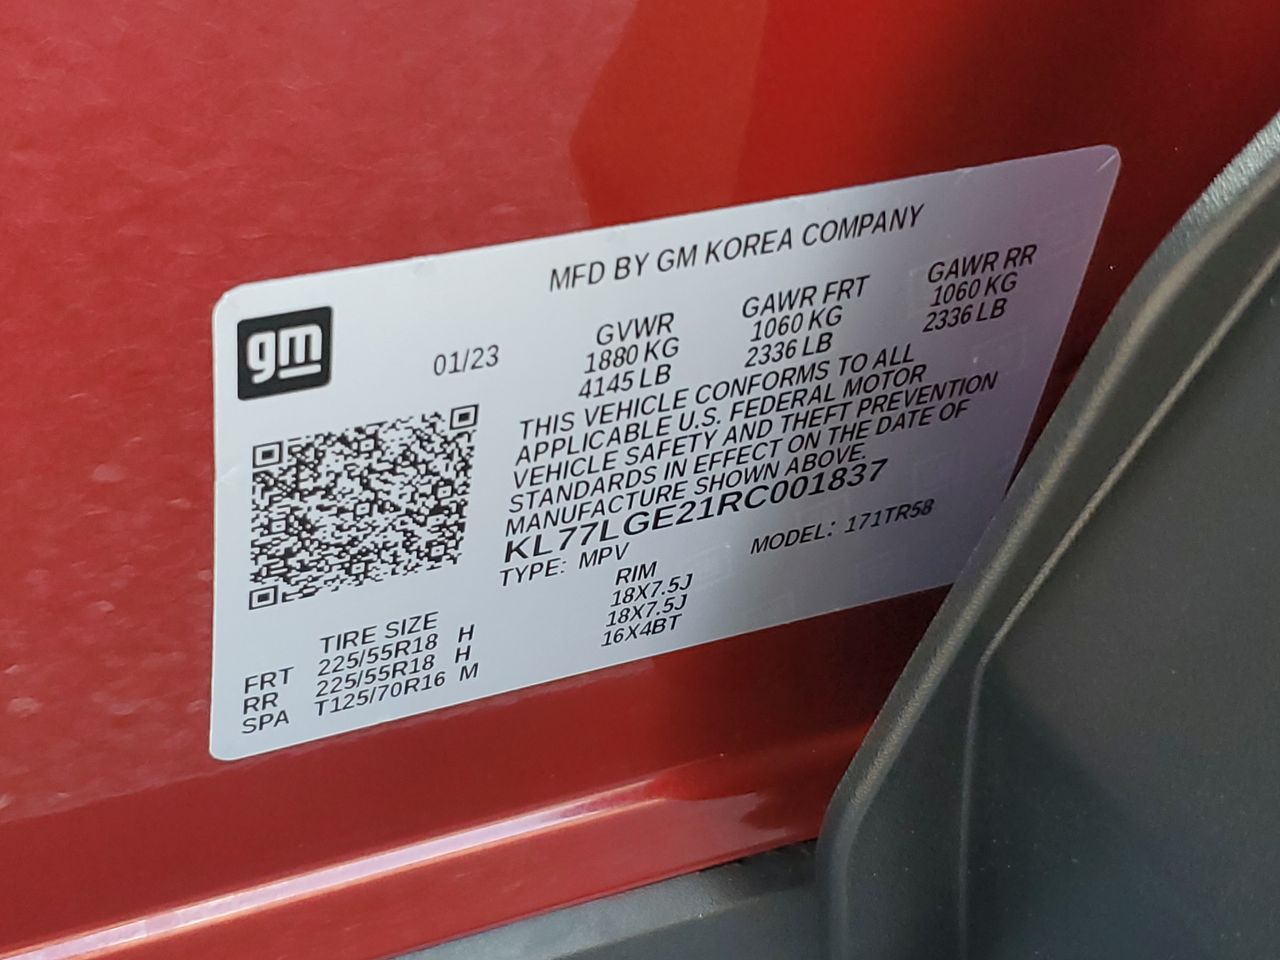 MFD BY GM KOREA COMPANY
gm
01/23
GVWR
1880 KG
4145 LB
GAWR FRT
1060 KG
2336 LB
GAWR RR
1060 KG
2336 LB
THIS VEHICLE CONFORMS TO ALL
APPLICABLE U.S. FEDERAL MOTOR
VEHICLE SAFETY AND THEFT PREVENTION
STANDARDS IN EFFECT ON THE DATE OF
MANUFACTURE SHOWN ABOVE.
KL77LGE21RC001837
TYPE: MPV MODEL: 171TR58
TIRE SIZE RIM
FRT 225/55R18 H 18X7.5J
RR 225/55R18 H 18X7.5J
SPA T125/70R16 M 16X4BT